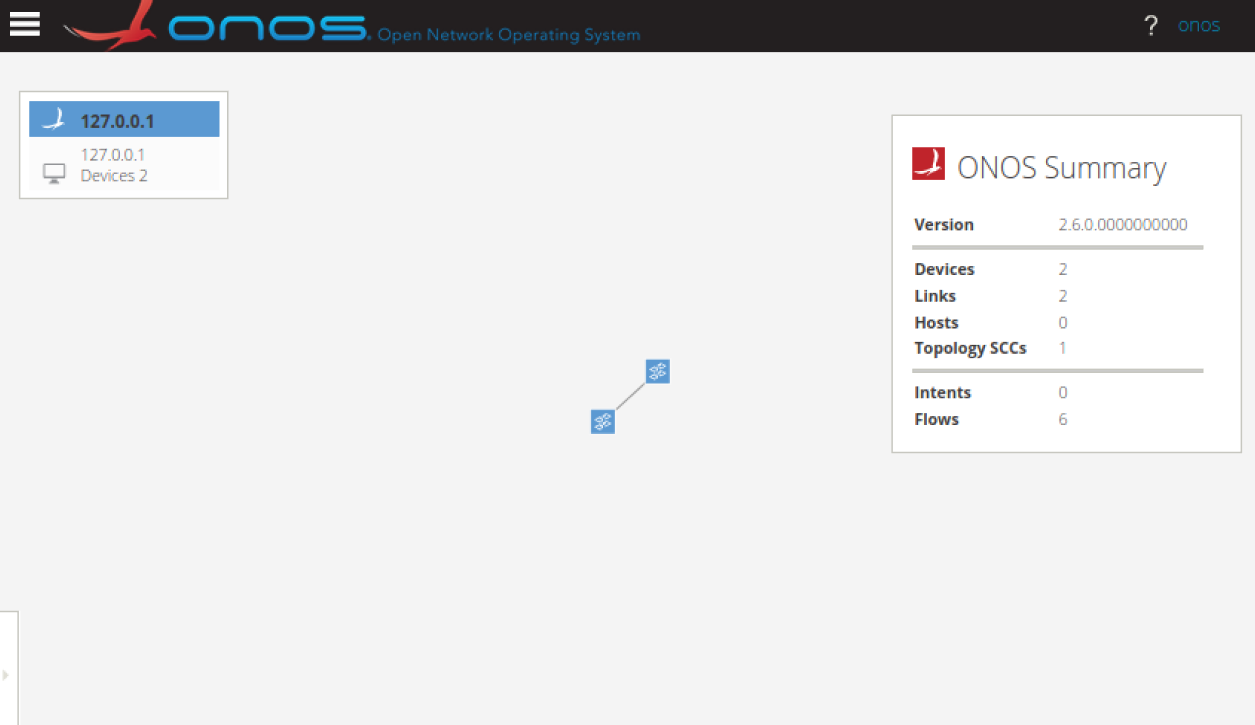 onos. Open Network Operating System
? onos
127.0.0.1
127.0.0.1
Devices 2
ONOS Summary
Version 2.6.0.0000000000
Devices 2
Links 2
Hosts 0
Topology SCCs 1
Intents 0
Flows 6